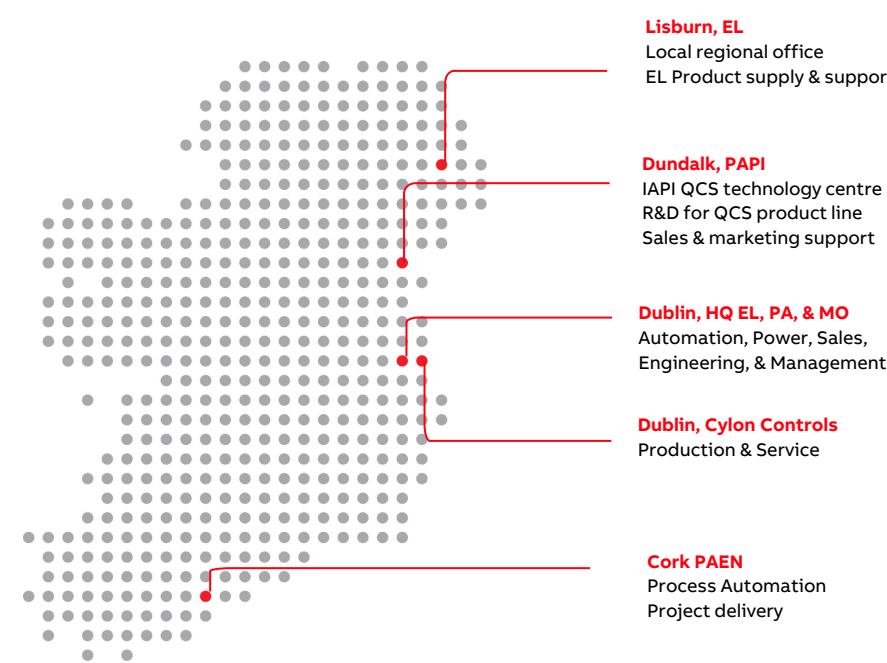 Lisburn, EL
Local regional office
EL Product supply & suppor
Dundalk, PAPI
IAPI QCS technology centre
R&D for QCS product line
Sales & marketing support
Dublin, HQ EL, PA, & MO
Automation, Power, Sales,
Engineering, & Management
Dublin, Cylon Controls
Production & Service
Cork PAEN
Process Automation
Project delivery